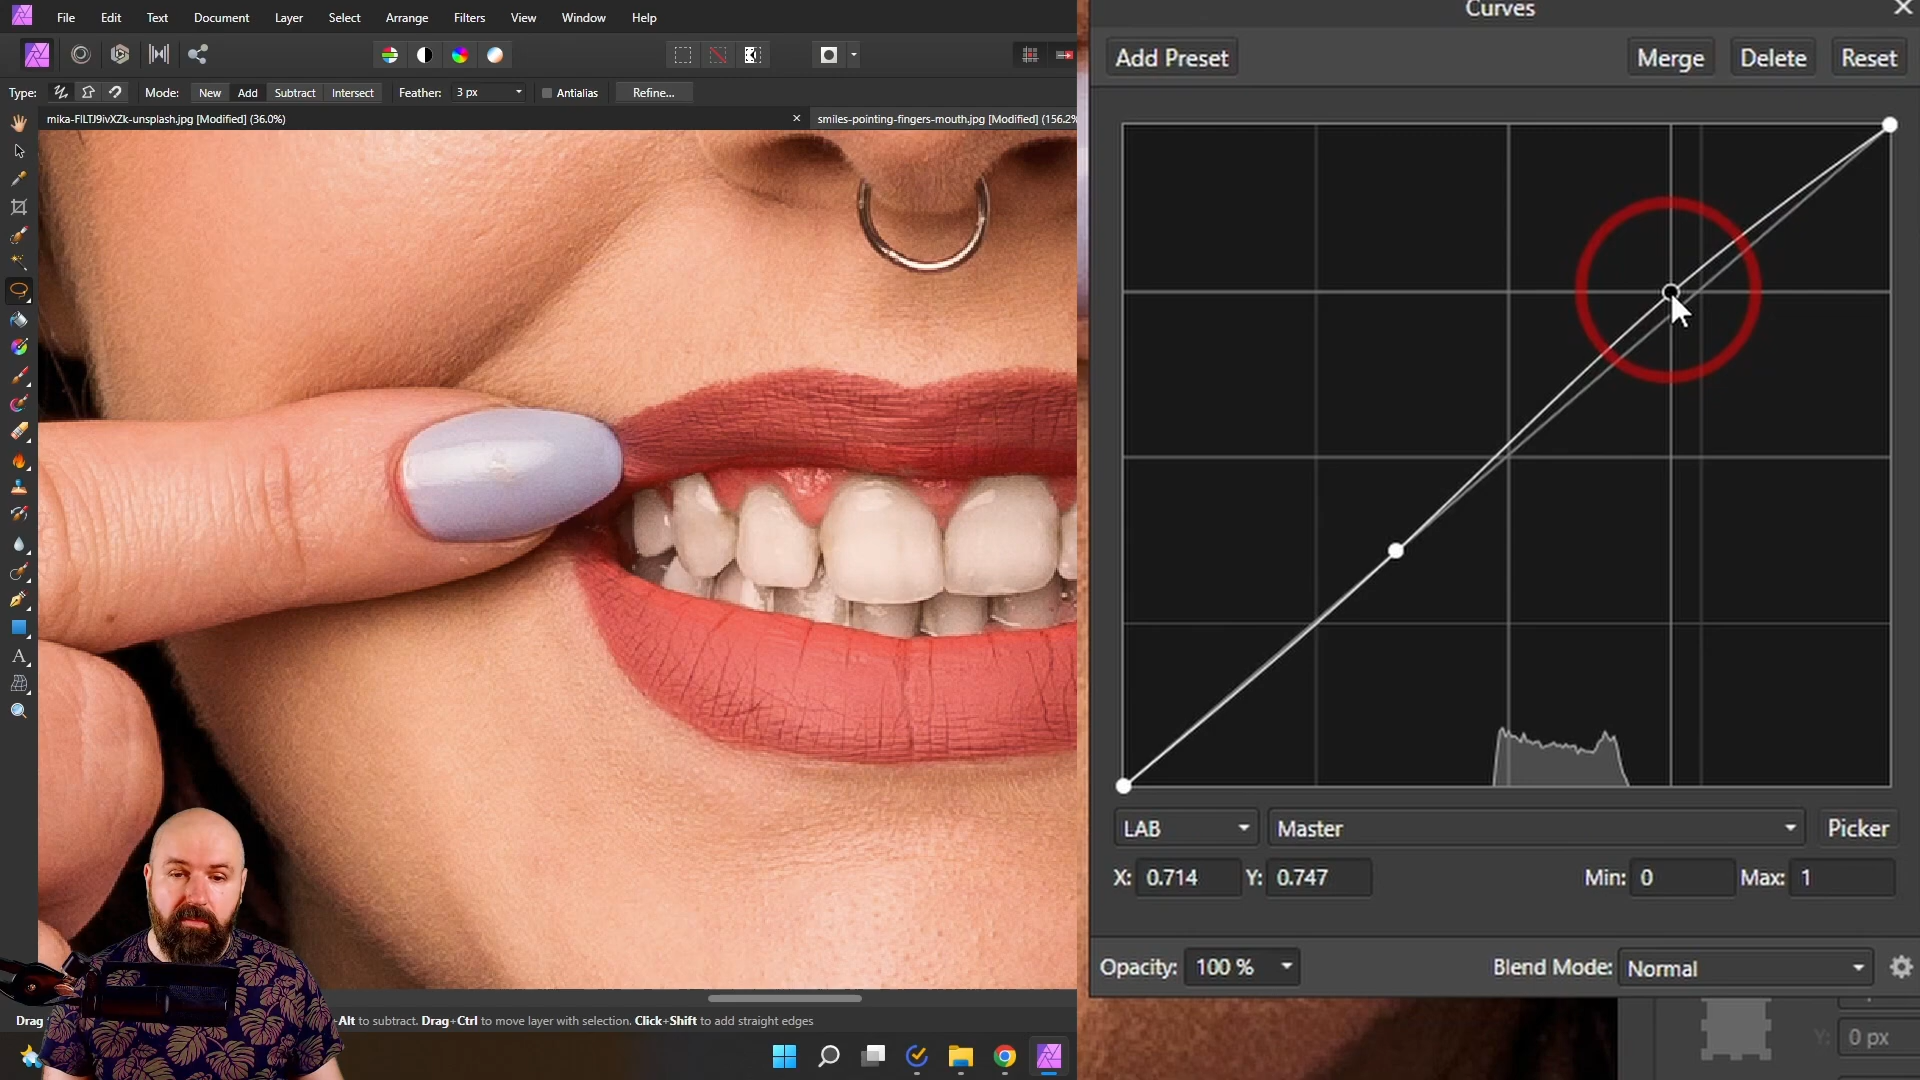 File Edit Text Document Layer Select Arrange Filters View Window Help
Type: Mode: New Add Subtract Intersect Feather: 3 px Antialias Refine...
mika-FILTJ9ivXZk-unsplash.jpg [Modified] (36.0%) × smiles-pointing-fingers-mouth.jpg [Modified] (156.2%
Drag +Alt to subtract. Drag+Ctrl to move layer with selection. Click+Shift to add straight edges
Curves
Add Preset Merge Delete Reset
LAB Master Picker
X: 0.714 Y: 0.747 Min: 0 Max: 1
Opacity: 100 % Blend Mode: Normal
Y: 0 px